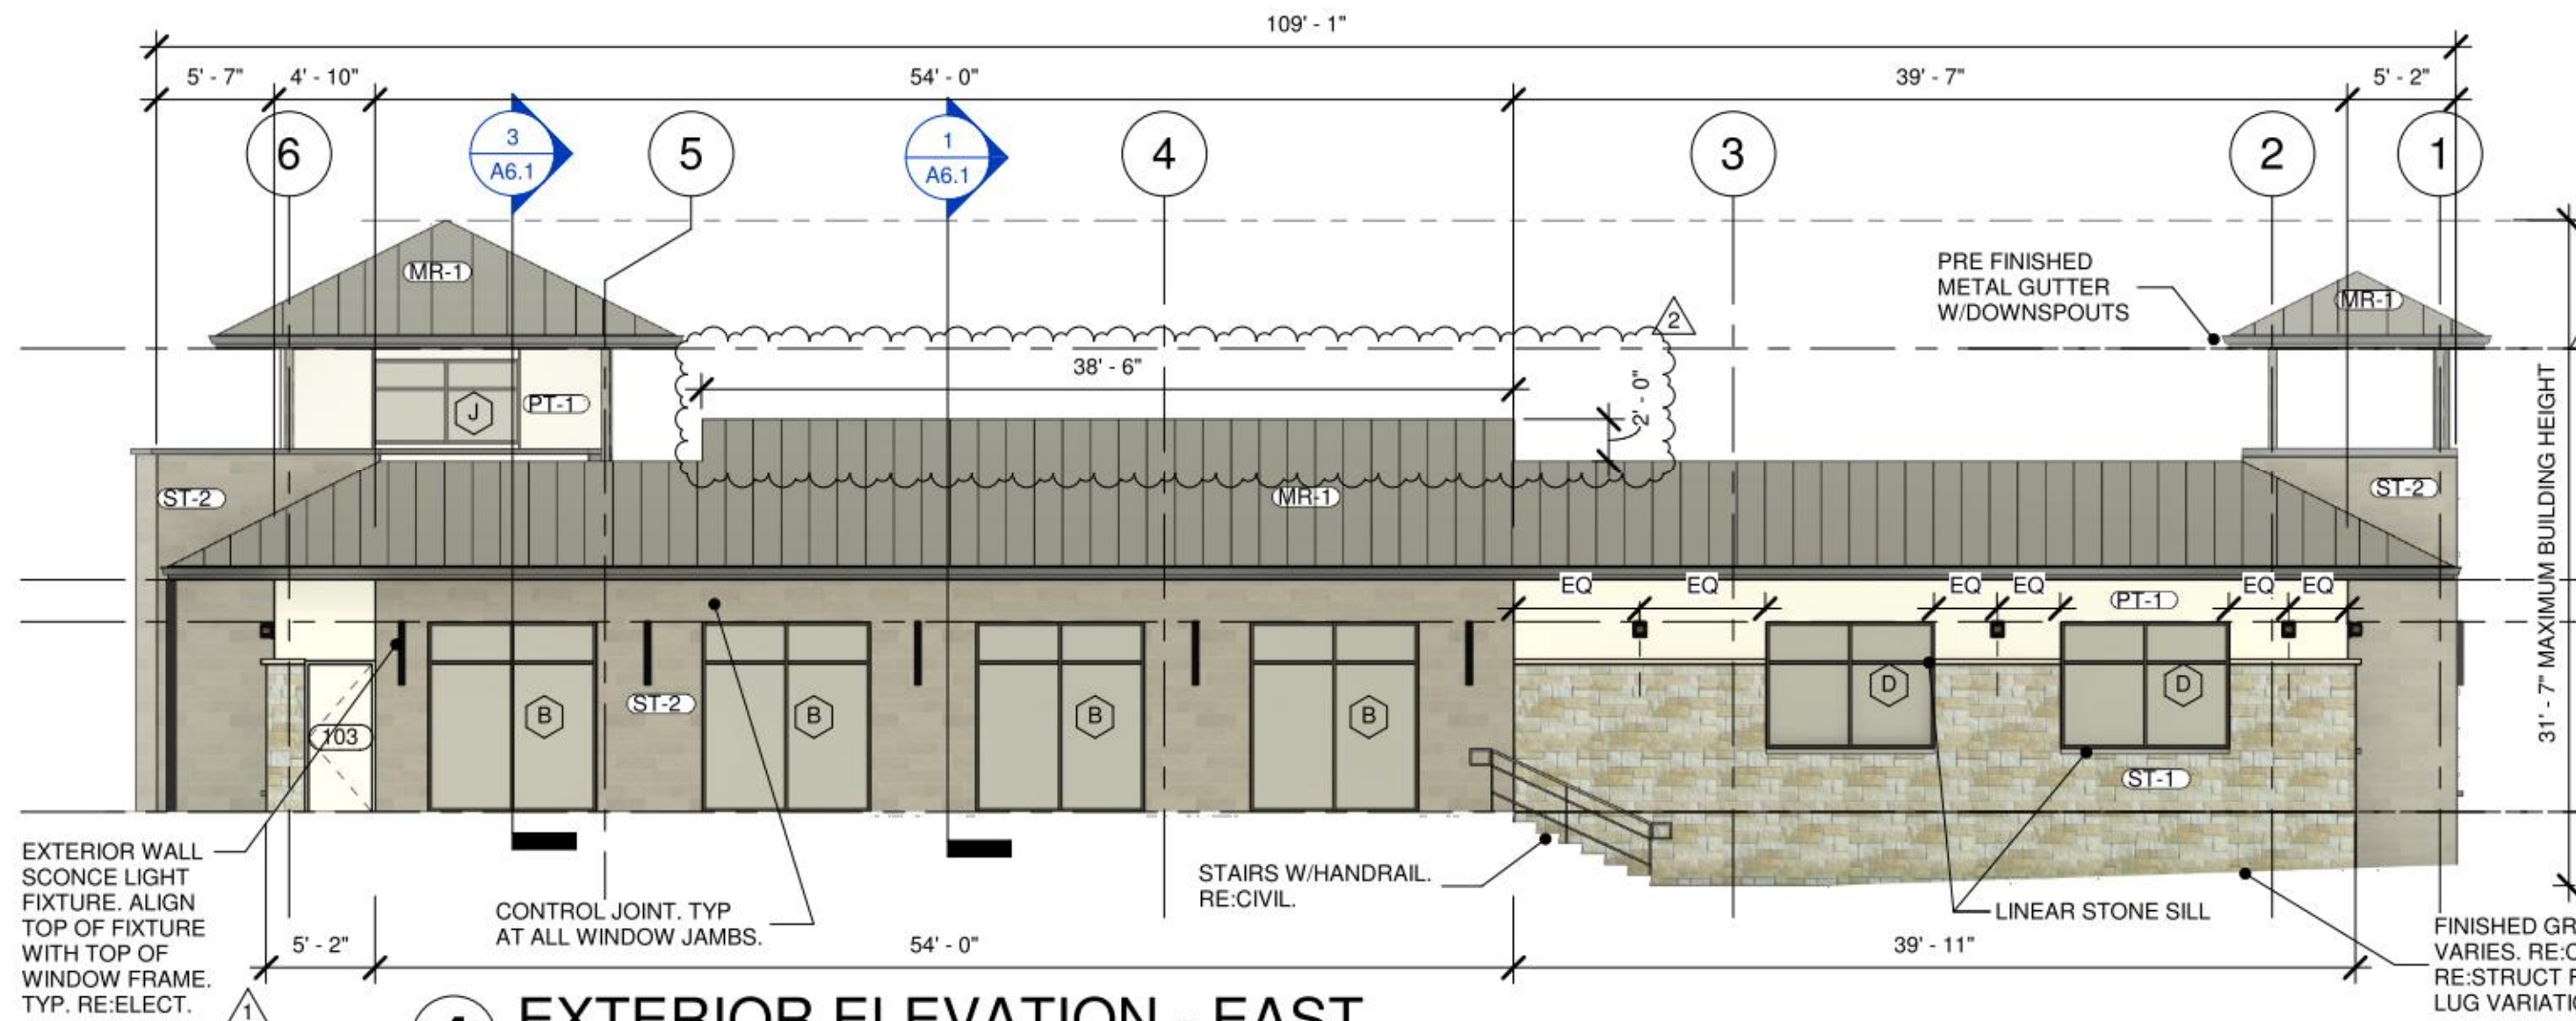 109' - 1"
5' - 7"
4' - 10"
54' - 0"
39' - 7"
5' - 2"
6
3
A6.1
5
1
A6.1
4
3
2
1
MR-1
PRE FINISHED
METAL GUTTER
W/DOWNSPOUTS
MR-1
2
38' - 6"
2' - 0"
J
PT-1
31' - 7" MAXIMUM BUILDING HEIGHT
ST-2
MR-1
ST-2
EQ
EQ
EQ
EQ
EQ
EQ
PT-1
103
B
ST-2
B
B
B
D
D
ST-1
EXTERIOR WALL
SCONCE LIGHT
FIXTURE. ALIGN
TOP OF FIXTURE
WITH TOP OF
WINDOW FRAME.
TYP. RE:ELECT.
1
CONTROL JOINT. TYP
AT ALL WINDOW JAMBS.
STAIRS W/HANDRAIL.
RE:CIVIL.
LINEAR STONE SILL
FINISHED
VARIES.
RE:STRUCT
LUG
5' - 2"
54' - 0"
39' - 11"
EXTERIOR ELEVATION - EAST